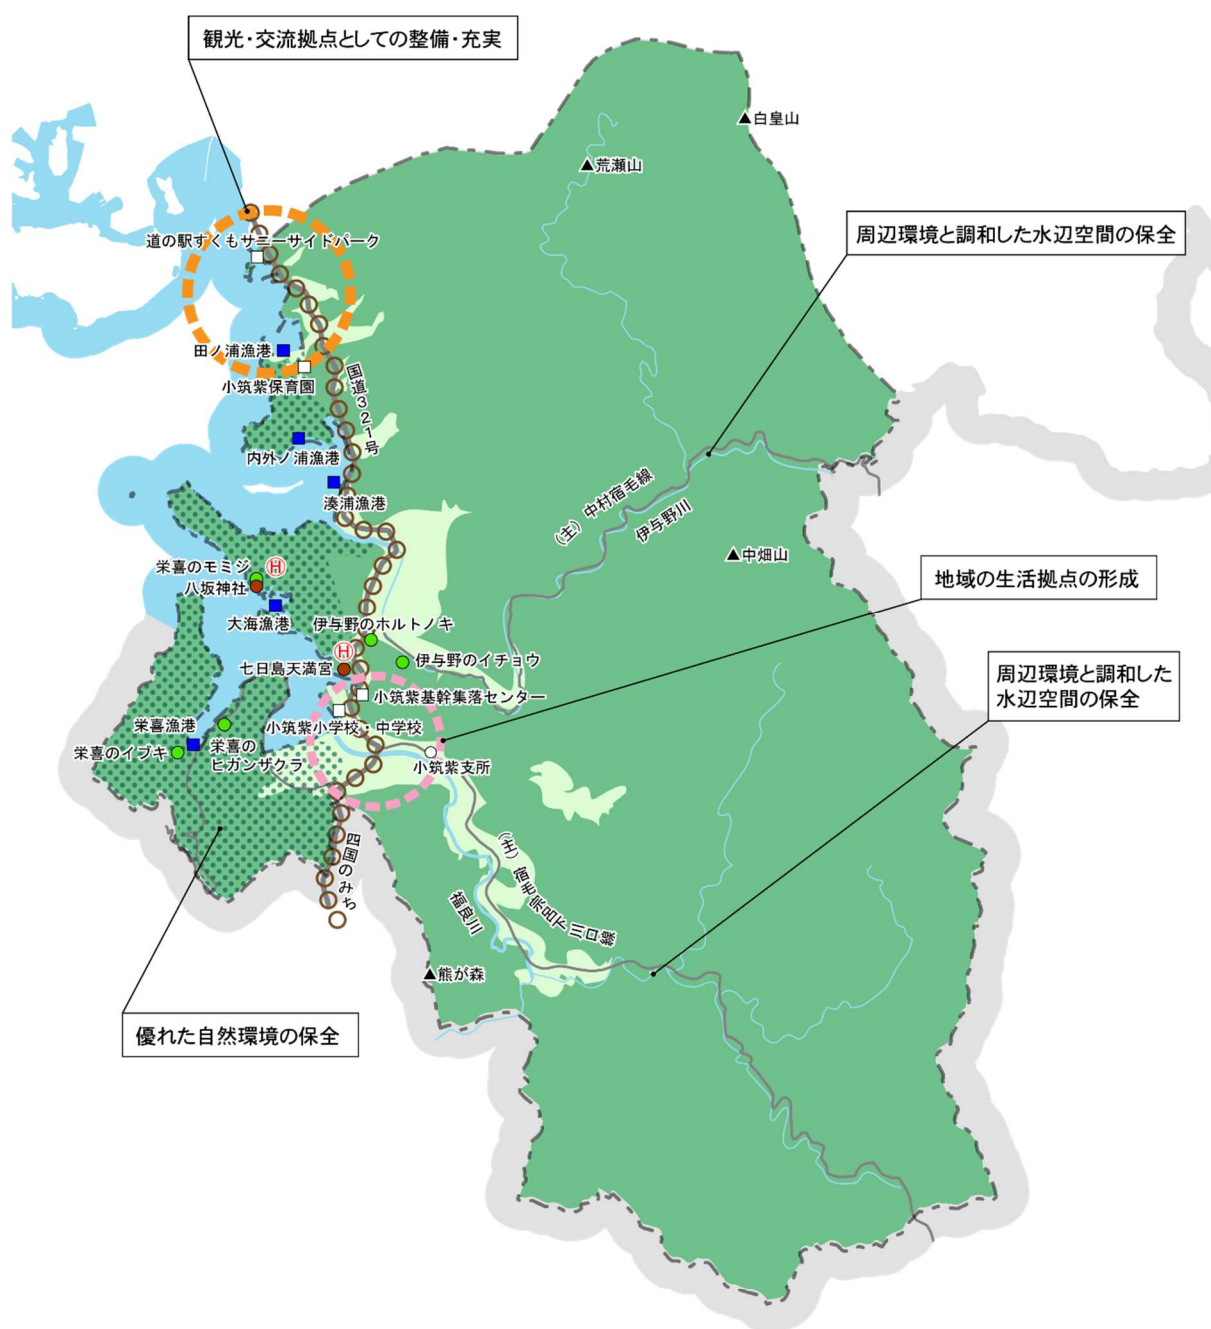 観光・交流拠点としての整備・充実
▲白皇山
▲荒瀬山
道の駅すくもサニーサイドパーク
周辺環境と調和した水辺空間の保全
田ノ浦漁港
小筑紫保育園
国道321号
内外ノ浦漁港
湊浦漁港
(主)中村宿毛線
伊与野川
▲中畑山
栄喜のモミジ
H
八坂神社
大海漁港
地域の生活拠点の形成
伊与野のホルトノキ
H
伊与野のイチョウ
七日島天満宮
周辺環境と調和した
水辺空間の保全
小筑紫基幹集落センター
小筑紫小学校・中学校
栄喜漁港
栄喜のイブキ
栄喜の
ヒガンザクラ
小筑紫支所
四国のみち
(主)宿毛宗呂下川口線
福良川
▲熊が森
優れた自然環境の保全